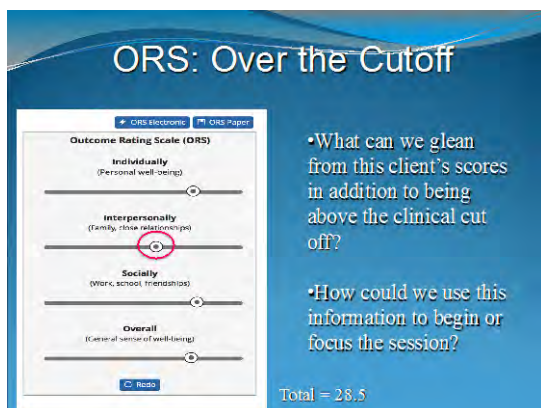 ORS: Over the Cutoff
ORS Electronic ORS Paper
Outcome Rating Scale (ORS)
Individually
(Personal well-being)
Interpersonally
(Family, close relationships)
Socially
(Work, school, friendships)
Overall
(General sense of well-being)
Redo
•What can we glean
from this client's scores
in addition to being
above the clinical cut
off?
•How could we use this
information to begin or
focus the session?
Total = 28.5